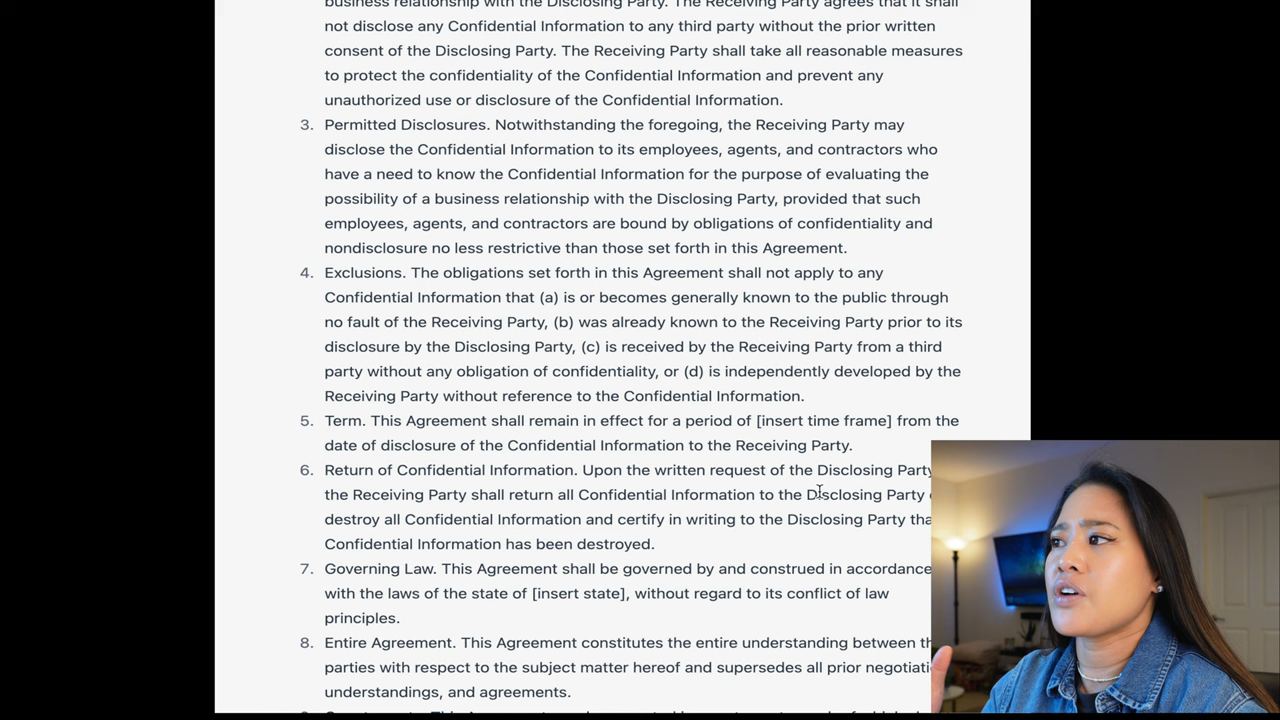 business relationship with the Disclosing Party. The Receiving Party agrees that it shall
not disclose any Confidential Information to any third party without the prior written
consent of the Disclosing Party. The Receiving Party shall take all reasonable measures
to protect the confidentiality of the Confidential Information and prevent any
unauthorized use or disclosure of the Confidential Information.
3. Permitted Disclosures. Notwithstanding the foregoing, the Receiving Party may
disclose the Confidential Information to its employees, agents, and contractors who
have a need to know the Confidential Information for the purpose of evaluating the
possibility of a business relationship with the Disclosing Party, provided that such
employees, agents, and contractors are bound by obligations of confidentiality and
nondisclosure no less restrictive than those set forth in this Agreement.
4. Exclusions. The obligations set forth in this Agreement shall not apply to any
Confidential Information that (a) is or becomes generally known to the public through
no fault of the Receiving Party, (b) was already known to the Receiving Party prior to its
disclosure by the Disclosing Party, (c) is received by the Receiving Party from a third
party without any obligation of confidentiality, or (d) is independently developed by the
Receiving Party without reference to the Confidential Information.
5. Term. This Agreement shall remain in effect for a period of [insert time frame] from the
date of disclosure of the Confidential Information to the Receiving Party.
6. Return of Confidential Information. Upon the written request of the Disclosing Party
the Receiving Party shall return all Confidential Information to the Disclosing Party
destroy all Confidential Information and certify in writing to the Disclosing Party tha
Confidential Information has been destroyed.
7. Governing Law. This Agreement shall be governed by and construed in accordance
with the laws of the state of [insert state], without regard to its conflict of law
principles.
8. Entire Agreement. This Agreement constitutes the entire understanding between th
parties with respect to the subject matter hereof and supersedes all prior negotiati
understandings, and agreements.